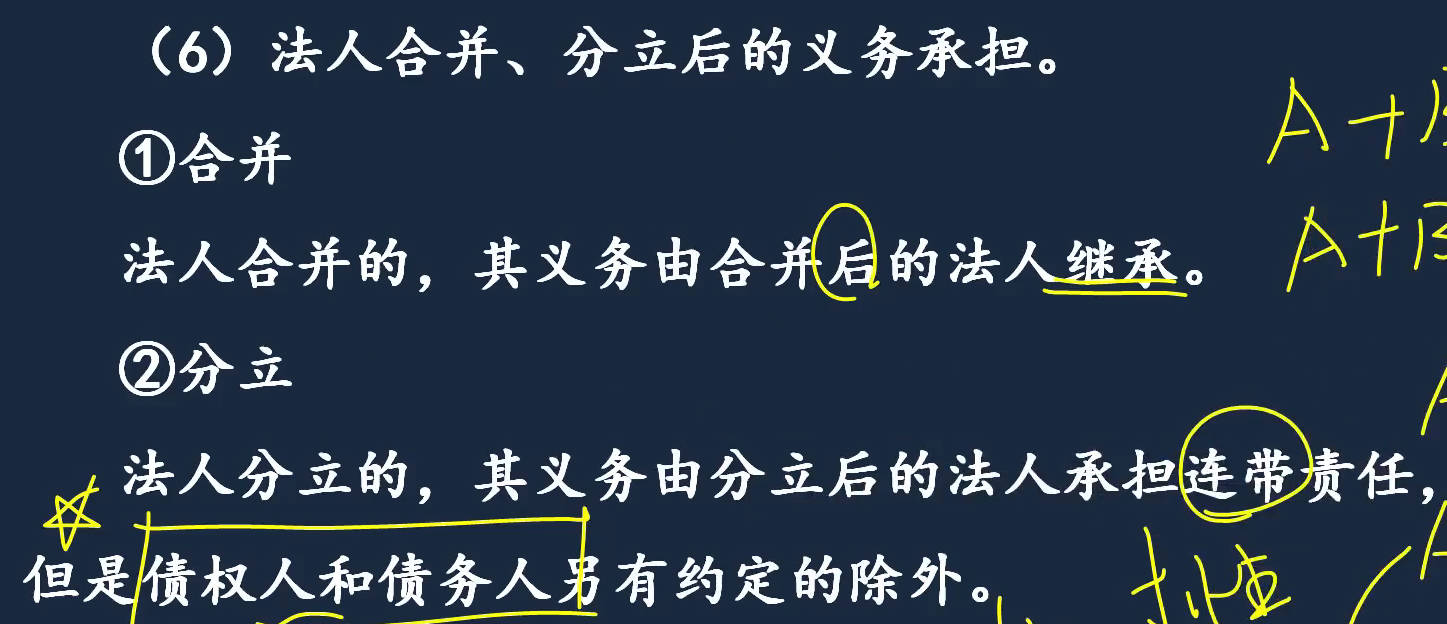 （6）法人合并、分立后的义务承担。
①合并
法人合并的，其义务由合并后的法人继承。
②分立
法人分立的，其义务由分立后的法人承担连带责任，
但是债权人和债务人另有约定的除外。
A+
A+B